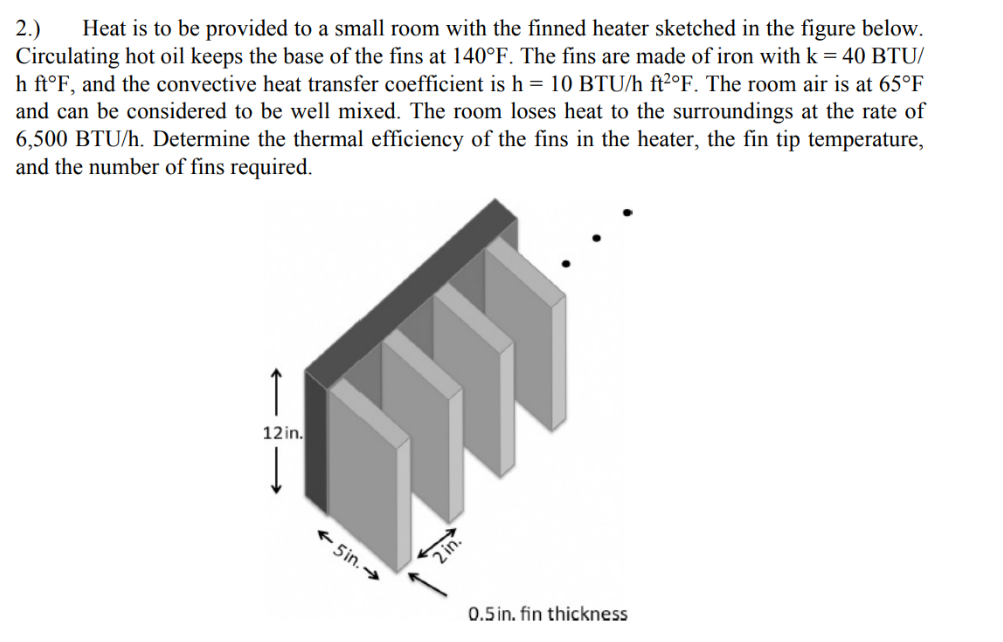 2.) Heat is to be provided to a small room with the finned heater sketched in the figure below.
Circulating hot oil keeps the base of the fins at 140°F. The fins are made of iron with k = 40 BTU/
h ft°F, and the convective heat transfer coefficient is h = 10 BTU/h ft²°F. The room air is at 65°F
and can be considered to be well mixed. The room loses heat to the surroundings at the rate of
6,500 BTU/h. Determine the thermal efficiency of the fins in the heater, the fin tip temperature,
and the number of fins required.
12in.
5in.
2in.
0.5in. fin thickness